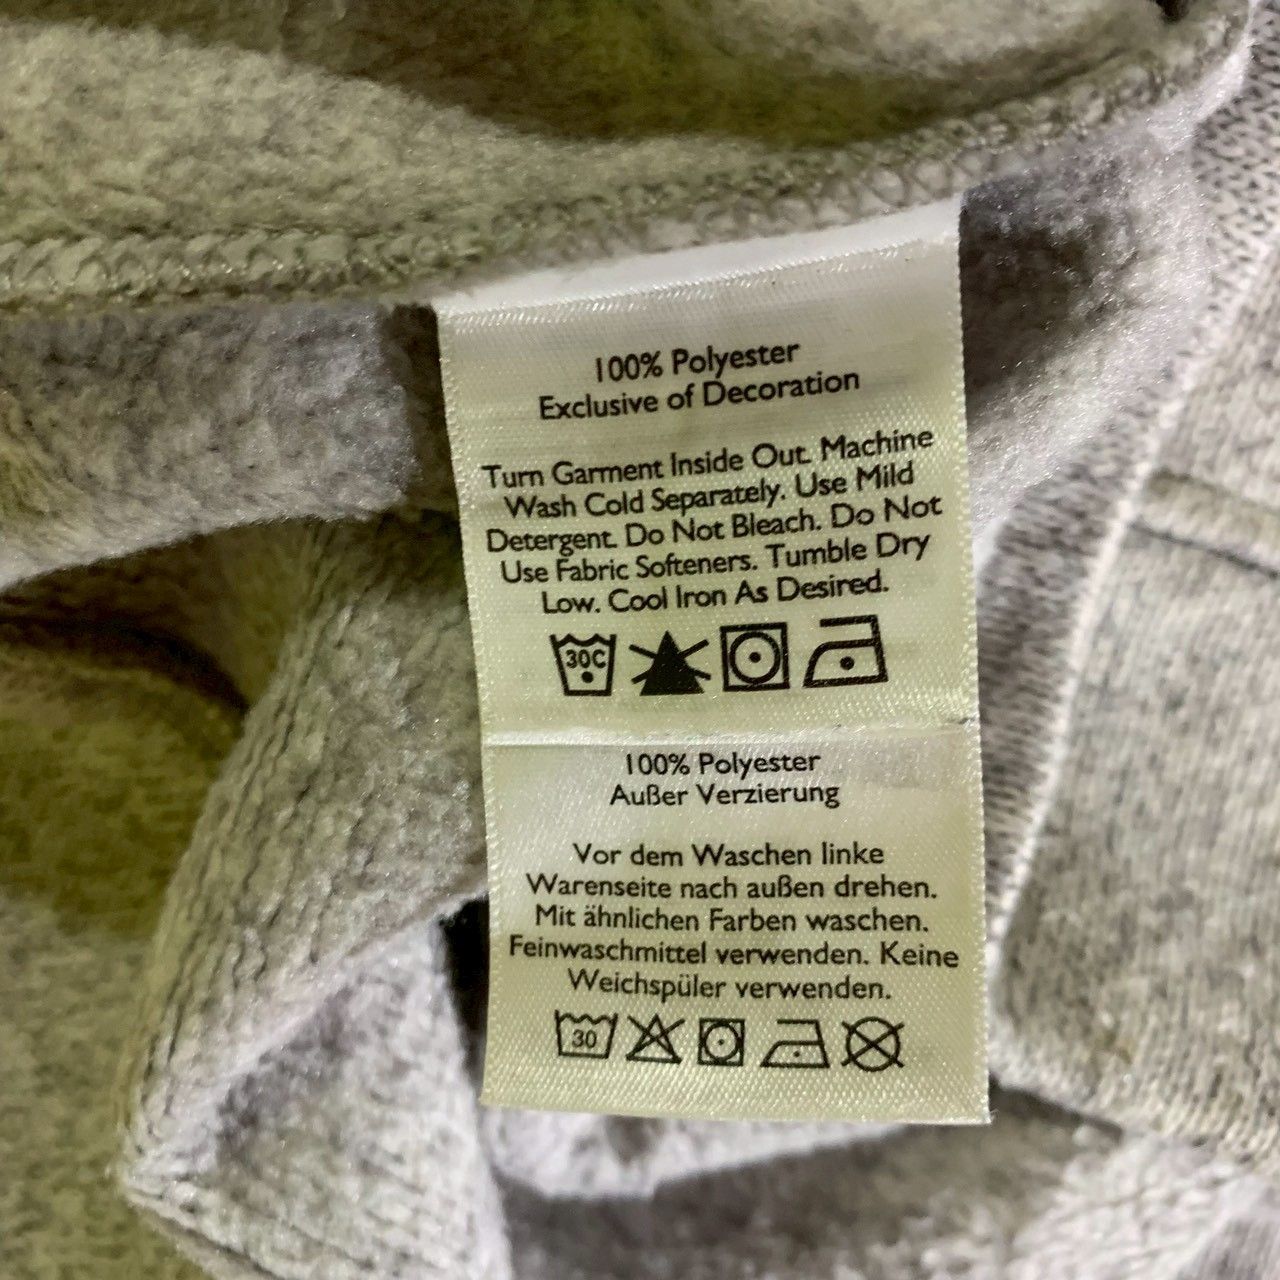 100% Polyester
Exclusive of Decoration
Turn Garment Inside Out. Machine
Wash Cold Separately. Use Mild
Detergent. Do Not Bleach. Do Not
Use Fabric Softeners. Tumble Dry
Low. Cool Iron As Desired.
30C
100% Polyester
Außer Verzierung
Vor dem Waschen linke
Warenseite nach außen drehen.
Mit ähnlichen Farben waschen.
Feinwaschmittel verwenden. Keine
Weichspüler verwenden.
30